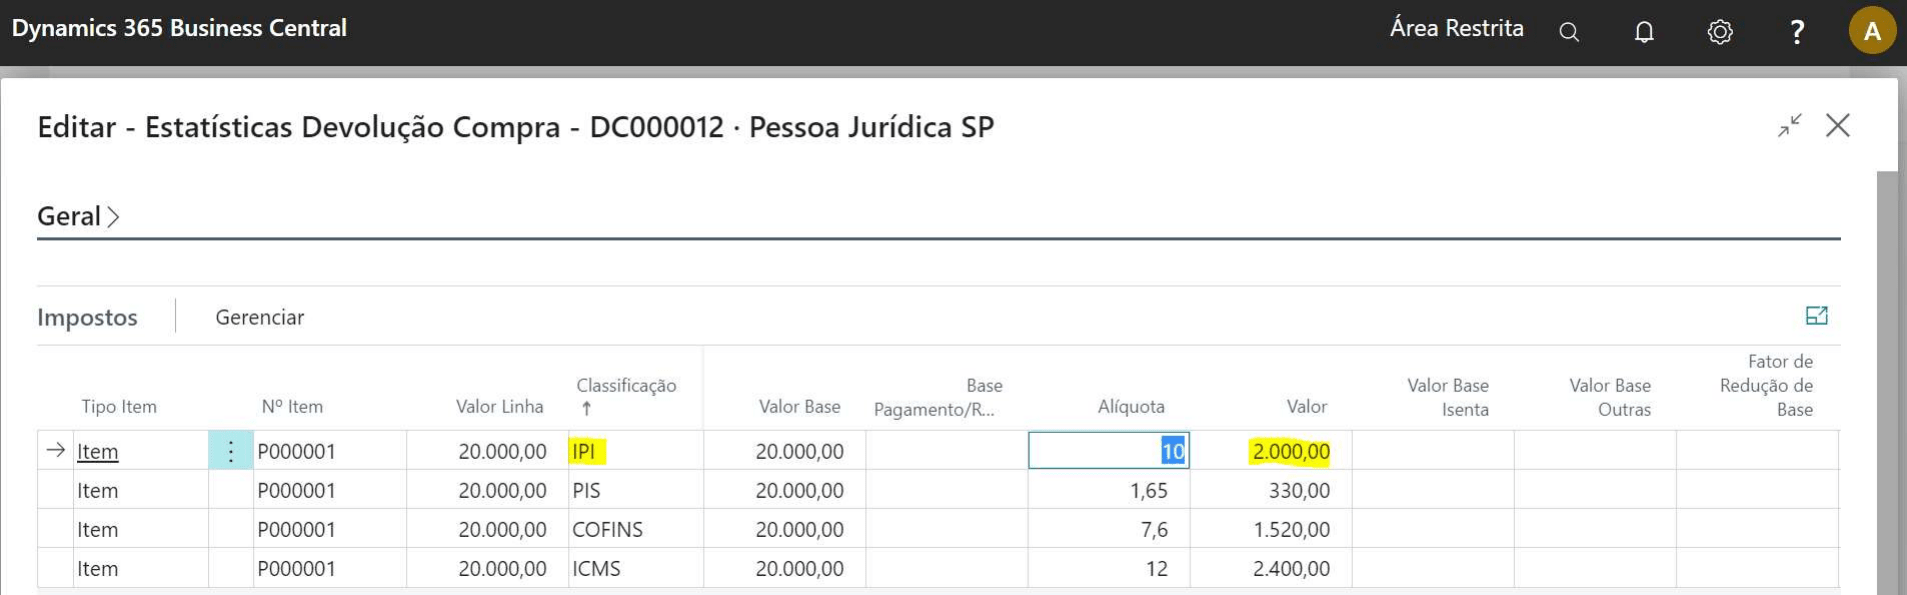 Dynamics 365 Business Central
Área Restrita
?
A
Editar - Estatísticas Devolução Compra - DC000012 · Pessoa Jurídica SP
Geral
Impostos
Gerenciar
Tipo Item Nº Item Valor Linha Classificação ↑ Valor Base Base Pagamento/R... Alíquota Valor Valor Base Isenta Valor Base Outras Fator de Redução de Base
→ Item P000001 20.000,00 IPI 20.000,00 10 2.000,00
Item P000001 20.000,00 PIS 20.000,00 1,65 330,00
Item P000001 20.000,00 COFINS 20.000,00 7,6 1.520,00
Item P000001 20.000,00 ICMS 20.000,00 12 2.400,00